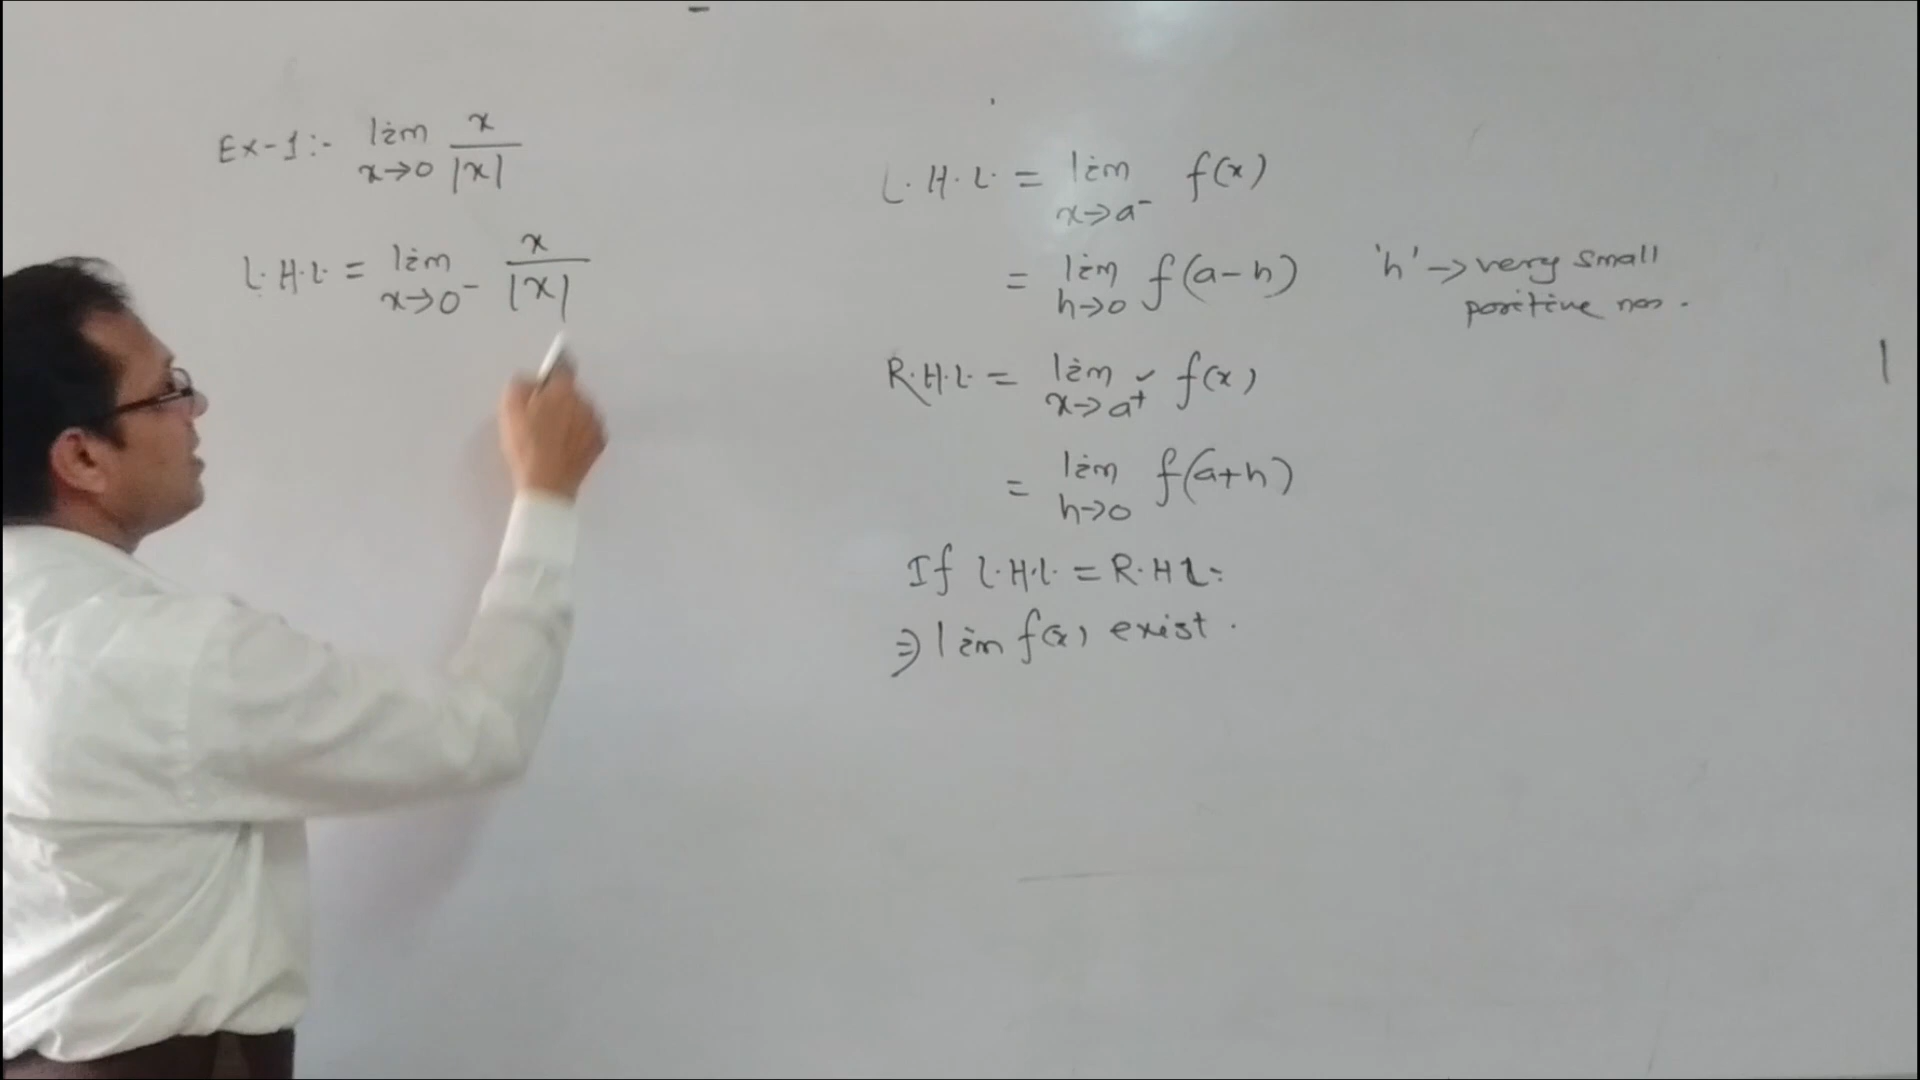 Ex-1:- lim x→0 x/|x|
L.H.L = lim x→0⁻ x/|x|
L.H.L. = lim x→a⁻ f(x)
= lim h→0 f(a-h) 'h' → very small
positive nos.
R.H.L. = lim x→a⁺ f(x)
= lim h→0 f(a+h)
If L.H.L. = R.H.L.
⇒ lim f(x) exist.